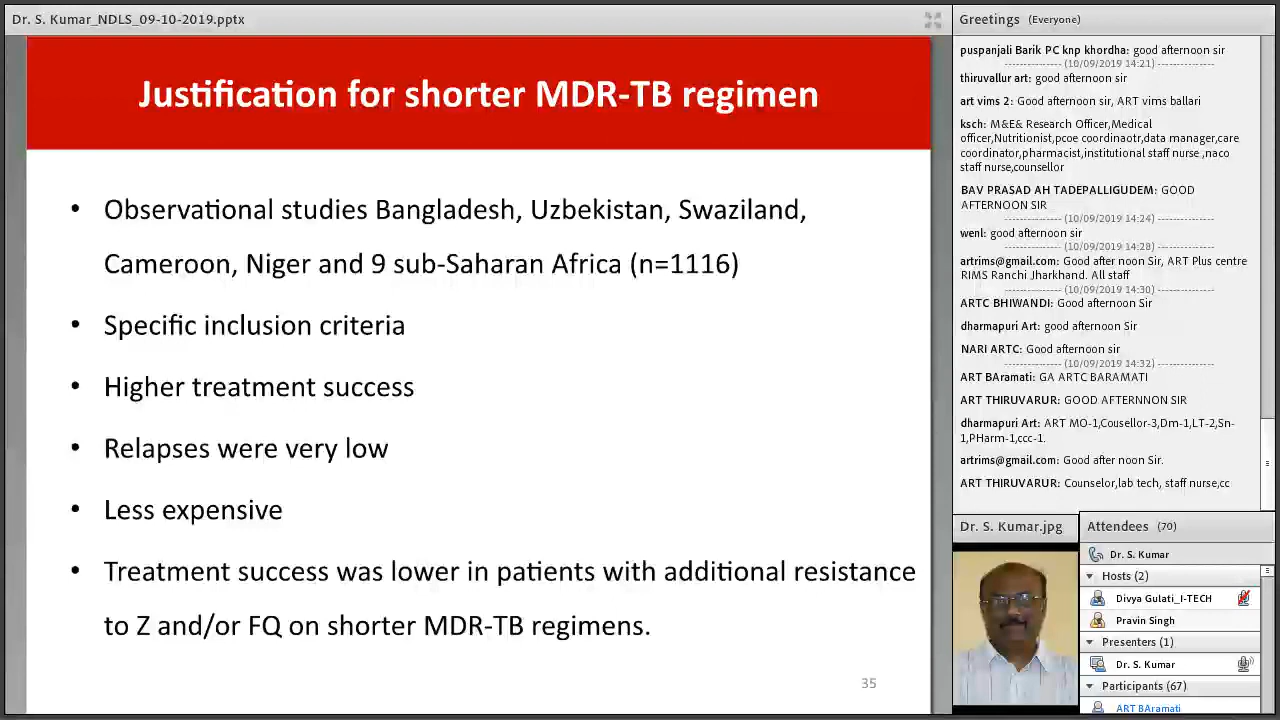 Dr. S. Kumar_NDLS_09-10-2019.pptx
Justification for shorter MDR-TB regimen
• Observational studies Bangladesh, Uzbekistan, Swaziland,
Cameroon, Niger and 9 sub-Saharan Africa (n=1116)
• Specific inclusion criteria
• Higher treatment success
• Relapses were very low
• Less expensive
• Treatment success was lower in patients with additional resistance
to Z and/or FQ on shorter MDR-TB regimens.
35
Greetings (Everyone)
puspanjali Barik PC knp khordha: good afternoon sir
---------------- (10/09/2019 14:21) ----------------
thiruvallur art: good afternoon sir
art vims 2: Good afternoon sir, ART vims ballari
ksch: M&E& Research Officer,Medical
officer,Nutritionist,pcoe coordinaotr,data manager,care
coordinator,pharmacist,institutional staff nurse ,naco
staff nurse,counsellor
BAV PRASAD AH TADEPALLIGUDEM: GOOD
AFTERNOON SIR
---------------- (10/09/2019 14:24) ----------------
wenl: good afternoon sir
---------------- (10/09/2019 14:28) ----------------
artrims@gmail.com: Good after noon Sir, ART Plus centre
RIMS Ranchi Jharkhand. All staff
---------------- (10/09/2019 14:30) ----------------
ARTC BHIWANDI: Good afternoon Sir
dharmapuri Art: good afternoon Sir
NARI ARTC: Good afternoon sir
---------------- (10/09/2019 14:32) ----------------
ART BAramati: GA ARTC BARAMATI
ART THIRUVARUR: GOOD AFTERNNON SIR
dharmapuri Art: ART MO-1,Cousellor-3,Dm-1,LT-2,Sn-
1,PHarm-1,ccc-1.
artrims@gmail.com: Good after noon Sir.
ART THIRUVARUR: Counselor,lab tech, staff nurse,cc
Dr. S. Kumar.jpg
Attendees (70)
Dr. S. Kumar
Hosts (2)
Divya Gulati_I-TECH
Pravin Singh
Presenters (1)
Dr. S. Kumar
Participants (67)
ART BAramati